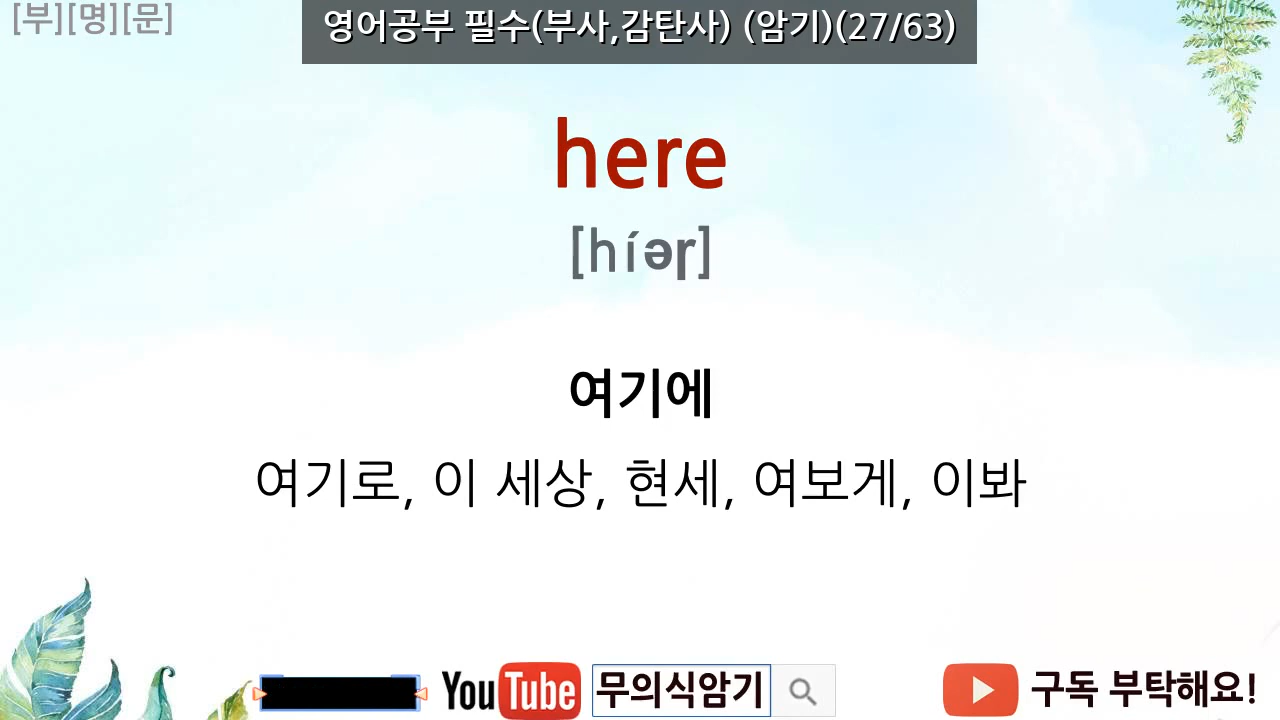 [부][명][문]
영어공부 필수(부사,감탄사) (암기)(27/63)
here
[híəɼ]
여기에
여기로, 이 세상, 현세, 여보게, 이봐
YouTube 무의식암기 구독 부탁해요!